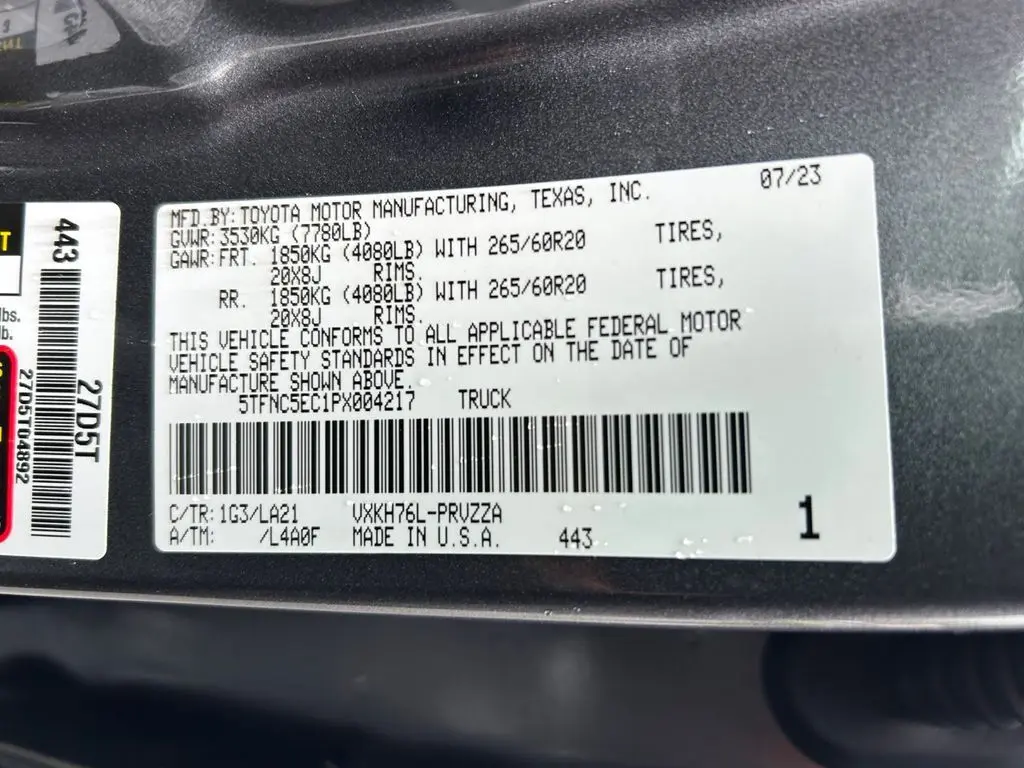 MFD.BY:TOYOTA MOTOR MANUFACTURING, TEXAS, INC. 07/23
GVWR:3530KG (7780LB)
GAWR:FRT. 1850KG (4080LB) WITH 265/60R20 TIRES,
20X8J RIMS.
RR. 1850KG (4080LB) WITH 265/60R20 TIRES,
20X8J RIMS.
THIS VEHICLE CONFORMS TO ALL APPLICABLE FEDERAL MOTOR
VEHICLE SAFETY STANDARDS IN EFFECT ON THE DATE OF
MANUFACTURE SHOWN ABOVE.
5TFNC5EC1PX004217 TRUCK
C/TR:1G3/LA21 VXKH76L-PRVZZA
A/TM: /L4A0F MADE IN U.S.A. 443
1
443
27D5T
27D5T04892
lbs.
lb.